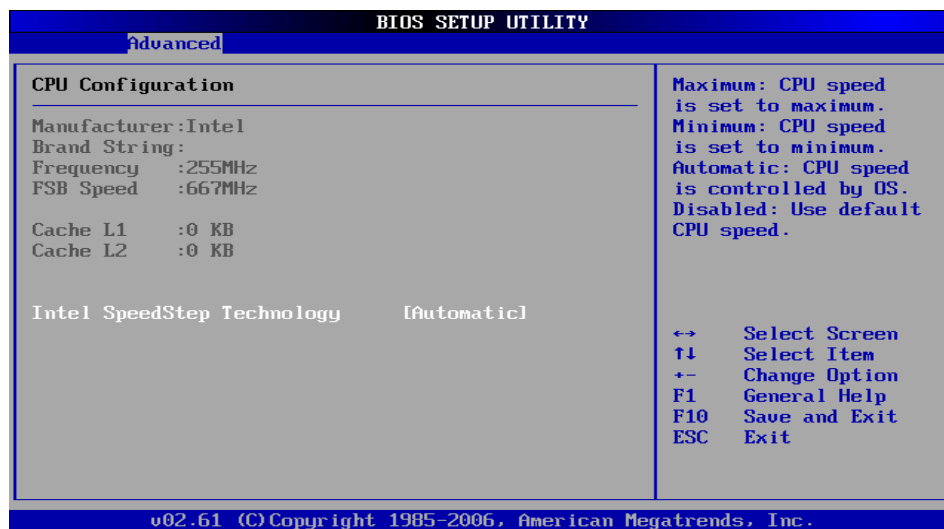 BIOS SETUP UTILITY
Advanced
CPU Configuration
Manufacturer:Intel
Brand String:
Frequency :255MHz
FSB Speed :667MHz
Cache L1 :0 KB
Cache L2 :0 KB
Intel SpeedStep Technology [Automatic]
Maximum: CPU speed
is set to maximum.
Minimum: CPU speed
is set to minimum.
Automatic: CPU speed
is controlled by OS.
Disabled: Use default
CPU speed.
↔ Select Screen
↑↓ Select Item
+- Change Option
F1 General Help
F10 Save and Exit
ESC Exit
v02.61 (C)Copyright 1985-2006, American Megatrends, Inc.